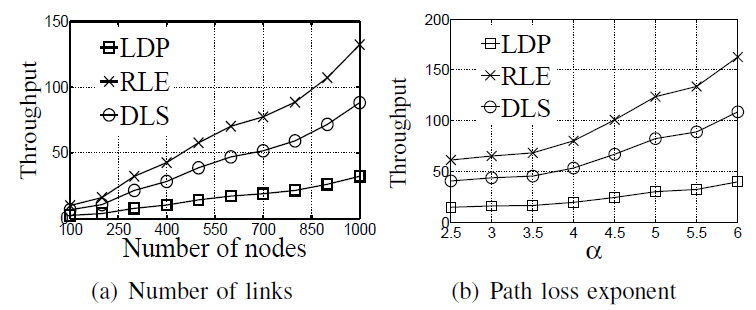 150
100
50
0
Throughput
LDP
RLE
DLS
100 250 400 550 700 850 1000
Number of nodes
(a) Number of links
200
150
100
50
0
Throughput
LDP
RLE
DLS
2.5 3 3.5 4 4.5 5 5.5 6
α
(b) Path loss exponent